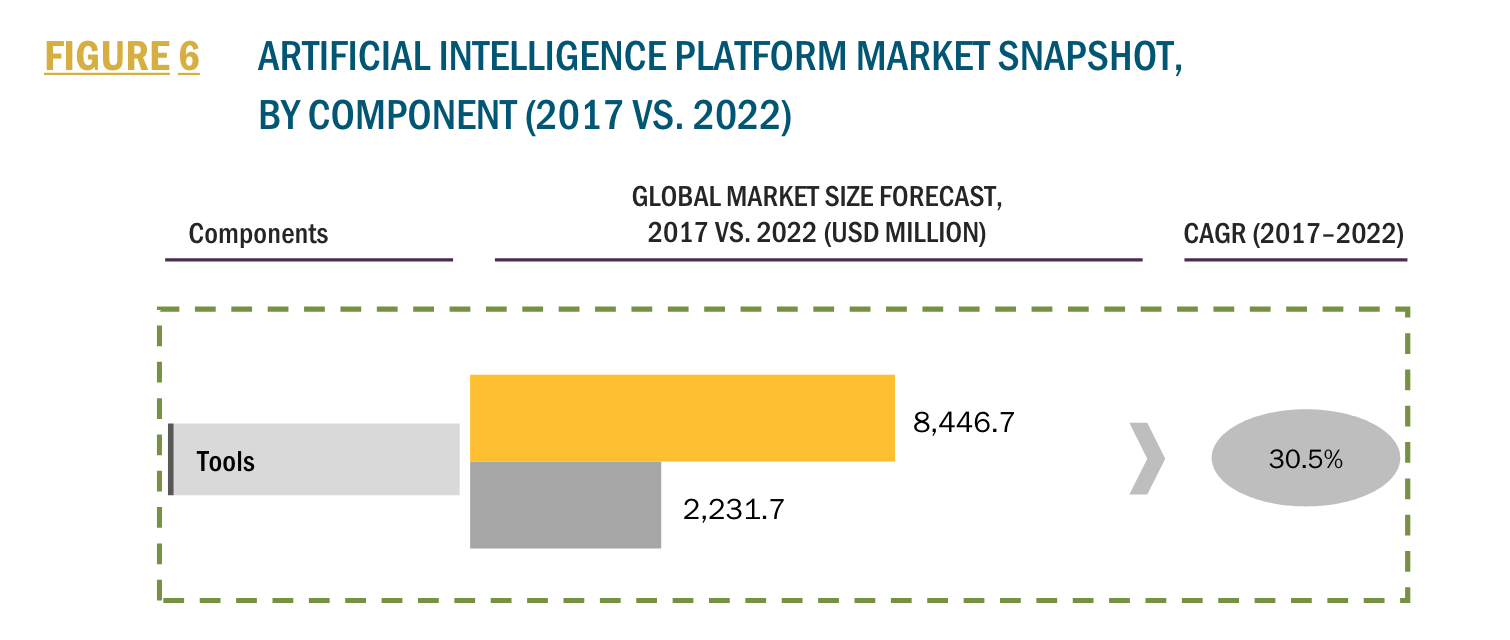 FIGURE 6
ARTIFICIAL INTELLIGENCE PLATFORM MARKET SNAPSHOT,
BY COMPONENT (2017 VS. 2022)
Components
GLOBAL MARKET SIZE FORECAST,
2017 VS. 2022 (USD MILLION)
CAGR (2017–2022)
Tools
8,446.7
2,231.7
30.5%